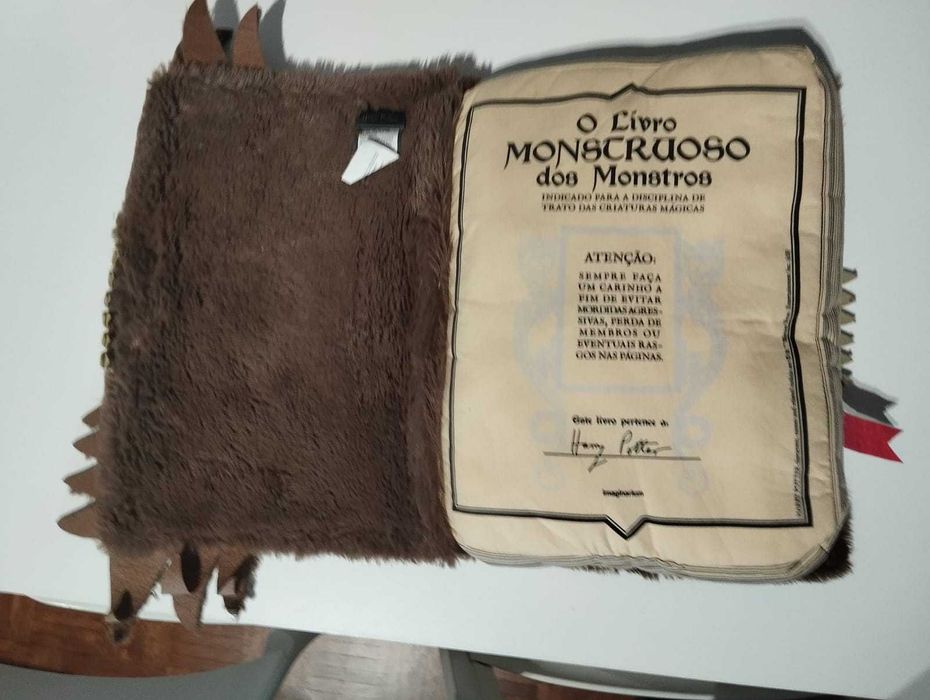 O Livro
MONSTRUOSO
dos Monstros
INDICADO PARA A DISCIPLINA DE
TRATO DAS CRIATURAS MÁGICAS
ATENÇÃO:
SEMPRE FAÇA
UM CARINHO A
FIM DE EVITAR
MORDIDAS AGRES-
SIVAS, PERDA DE
MEMBROS OU
EVENTUAIS RAS-
GOS NAS PÁGINAS.
Este livro pertence a:
Harry Potter
imaginarium